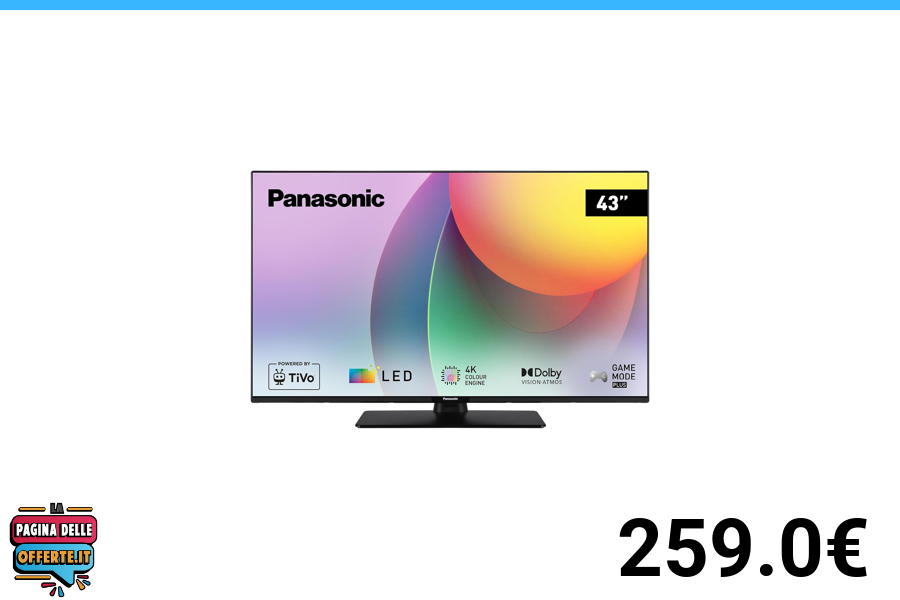 Panasonic
43”
POWERED BY
TiVo
LED
4K
COLOUR
ENGINE
Dolby
VISION·ATMOS
GAME
MODE
PLUS
Panasonic
LA
PAGINA DELLE
OFFERTE.IT
259.0€